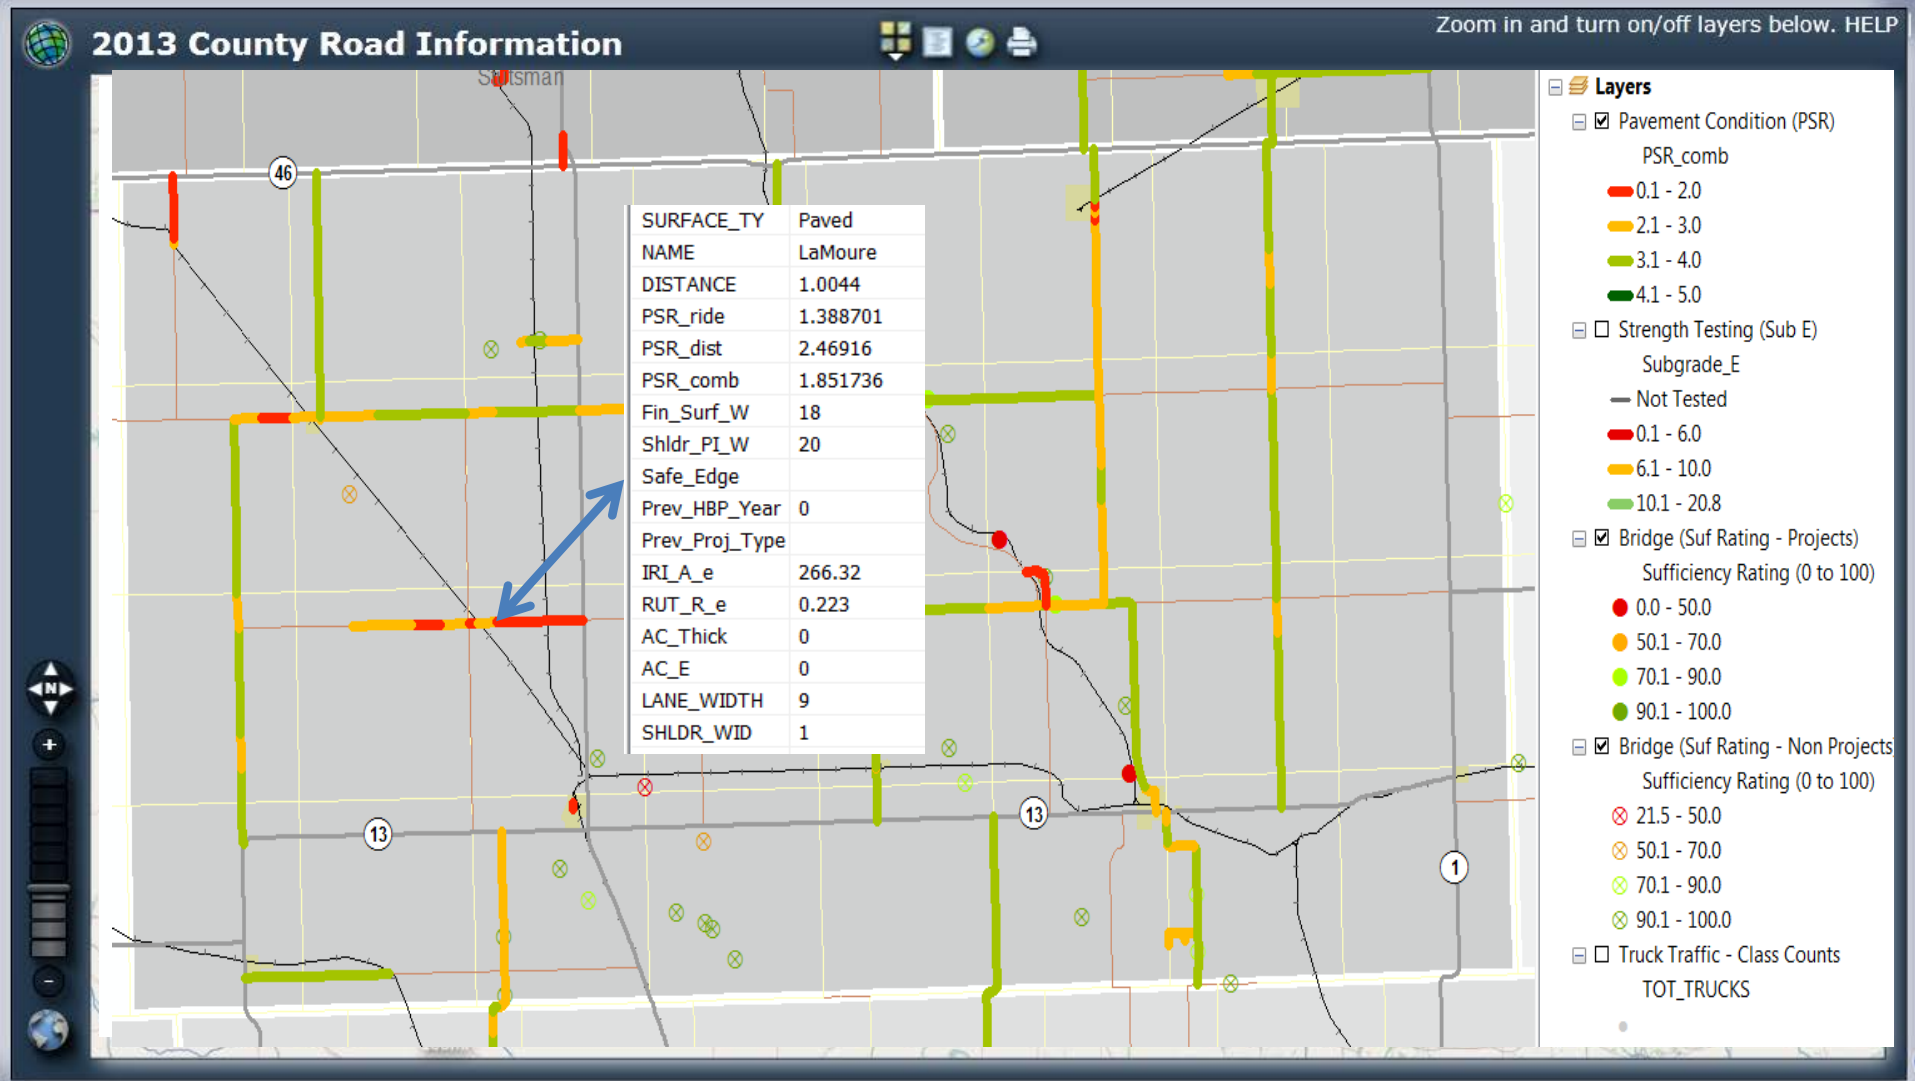 Zoom in and turn on/off layers below. HELP
2013 County Road Information
46
13
13
1
N
+
-
SURFACE_TY Paved
NAME LaMoure
DISTANCE 1.0044
PSR_ride 1.388701
PSR_dist 2.46916
PSR_comb 1.851736
Fin_Surf_W 18
Shldr_PI_W 20
Safe_Edge
Prev_HBP_Year 0
Prev_Proj_Type
IRI_A_e 266.32
RUT_R_e 0.223
AC_Thick 0
AC_E 0
LANE_WIDTH 9
SHLDR_WID 1
Layers
Pavement Condition (PSR)
PSR_comb
0.1 - 2.0
2.1 - 3.0
3.1 - 4.0
4.1 - 5.0
Strength Testing (Sub E)
Subgrade_E
Not Tested
0.1 - 6.0
6.1 - 10.0
10.1 - 20.8
Bridge (Suf Rating - Projects)
Sufficiency Rating (0 to 100)
0.0 - 50.0
50.1 - 70.0
70.1 - 90.0
90.1 - 100.0
Bridge (Suf Rating - Non Projects
Sufficiency Rating (0 to 100)
21.5 - 50.0
50.1 - 70.0
70.1 - 90.0
90.1 - 100.0
Truck Traffic - Class Counts
TOT_TRUCKS